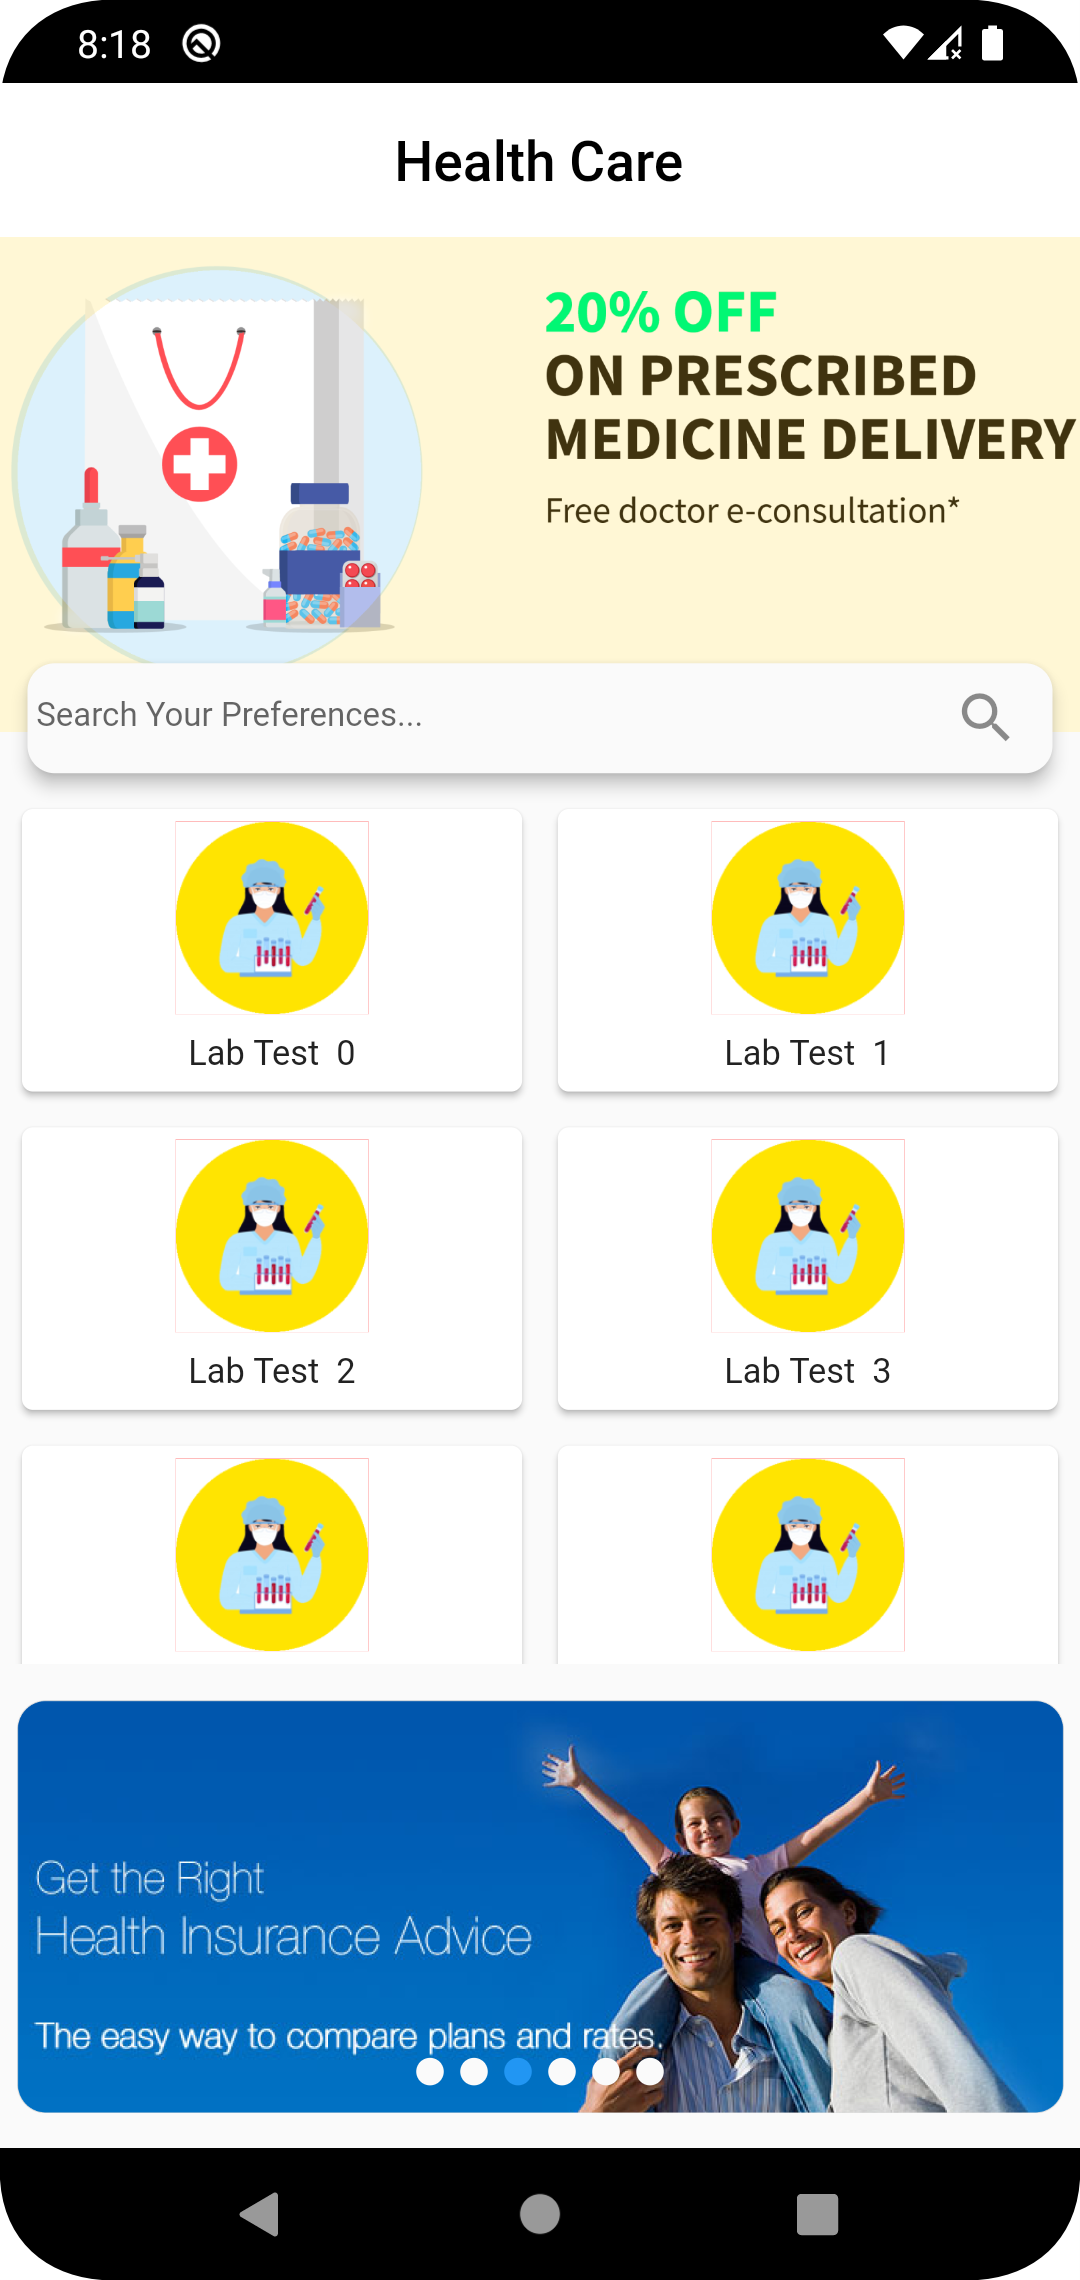 8:18
Health Care
20% OFF
ON PRESCRIBED
MEDICINE DELIVERY
Free doctor e-consultation*
Search Your Preferences...
Lab Test 0
Lab Test 1
Lab Test 2
Lab Test 3
Get the Right
Health Insurance Advice
The easy way to compare plans and rates.